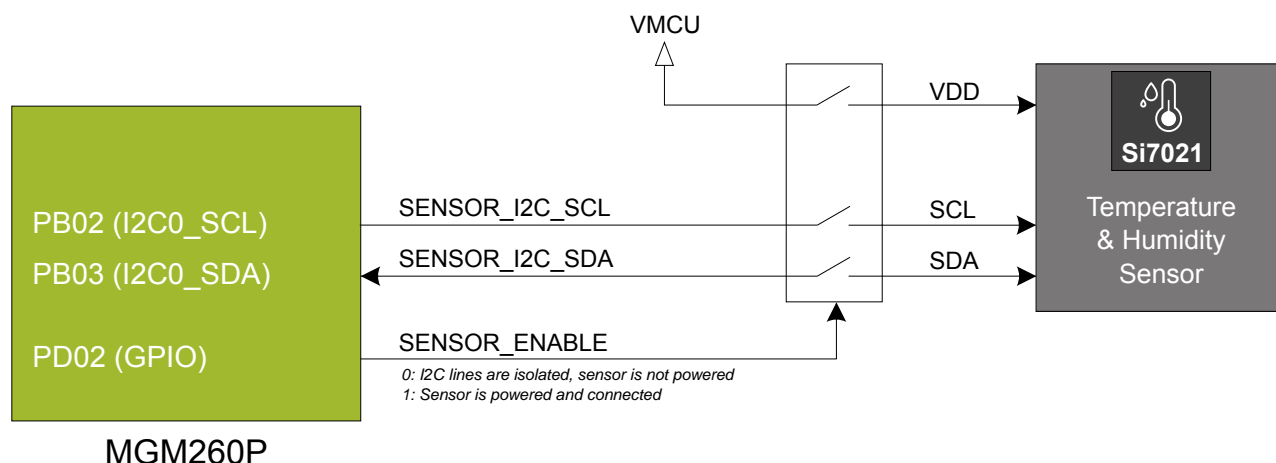 VMCU
VDD
Si7021
PB02 (I2C0_SCL)
SENSOR_I2C_SCL
SCL
Temperature
& Humidity
Sensor
PB03 (I2C0_SDA)
SENSOR_I2C_SDA
SDA
PD02 (GPIO)
SENSOR_ENABLE
0: I2C lines are isolated, sensor is not powered
1: Sensor is powered and connected
MGM260P